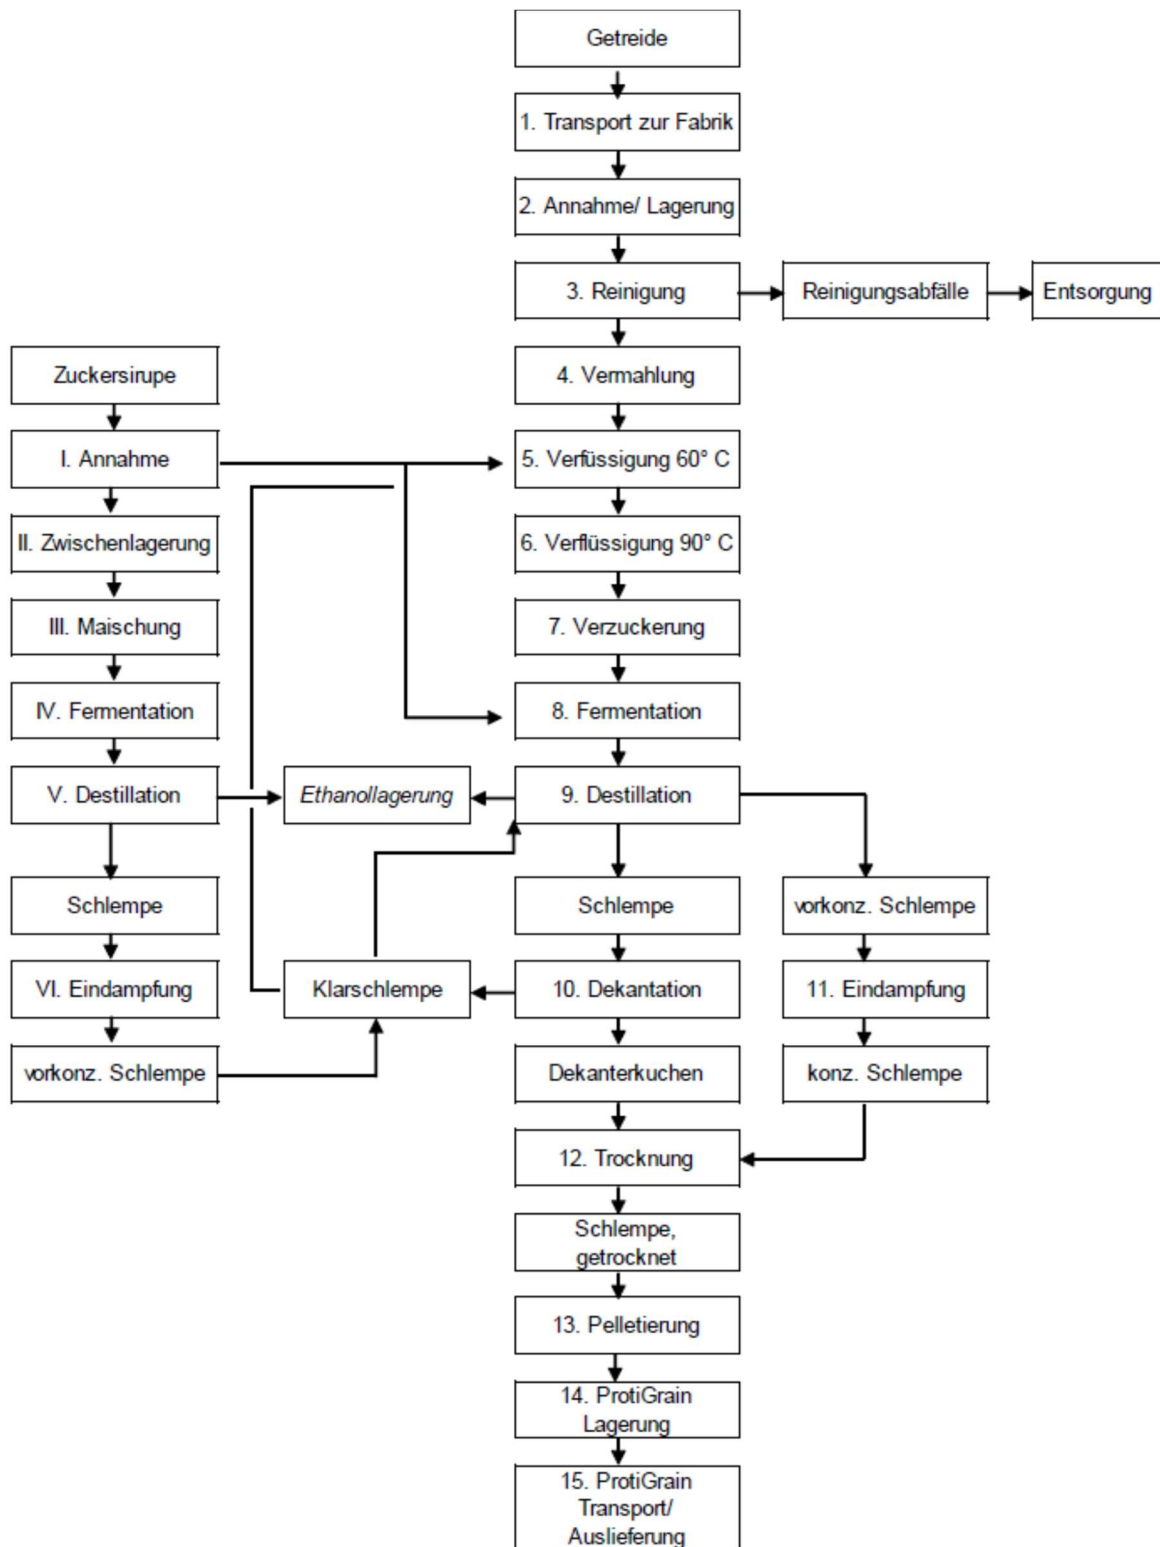 Getreide
1. Transport zur Fabrik
2. Annahme/ Lagerung
3. Reinigung
Reinigungsabfälle
Entsorgung
Zuckersirupe
4. Vermahlung
I. Annahme
5. Verfüssigung 60° C
II. Zwischenlagerung
6. Verflüssigung 90° C
III. Maischung
7. Verzuckerung
IV. Fermentation
8. Fermentation
V. Destillation
Ethanollagerung
9. Destillation
Schlempe
Schlempe
vorkonz. Schlempe
VI. Eindampfung
Klarschlempe
10. Dekantation
11. Eindampfung
vorkonz. Schlempe
Dekanterkuchen
konz. Schlempe
12. Trocknung
Schlempe,
getrocknet
13. Pelletierung
14. ProtiGrain
Lagerung
15. ProtiGrain
Transport/
Auslieferung